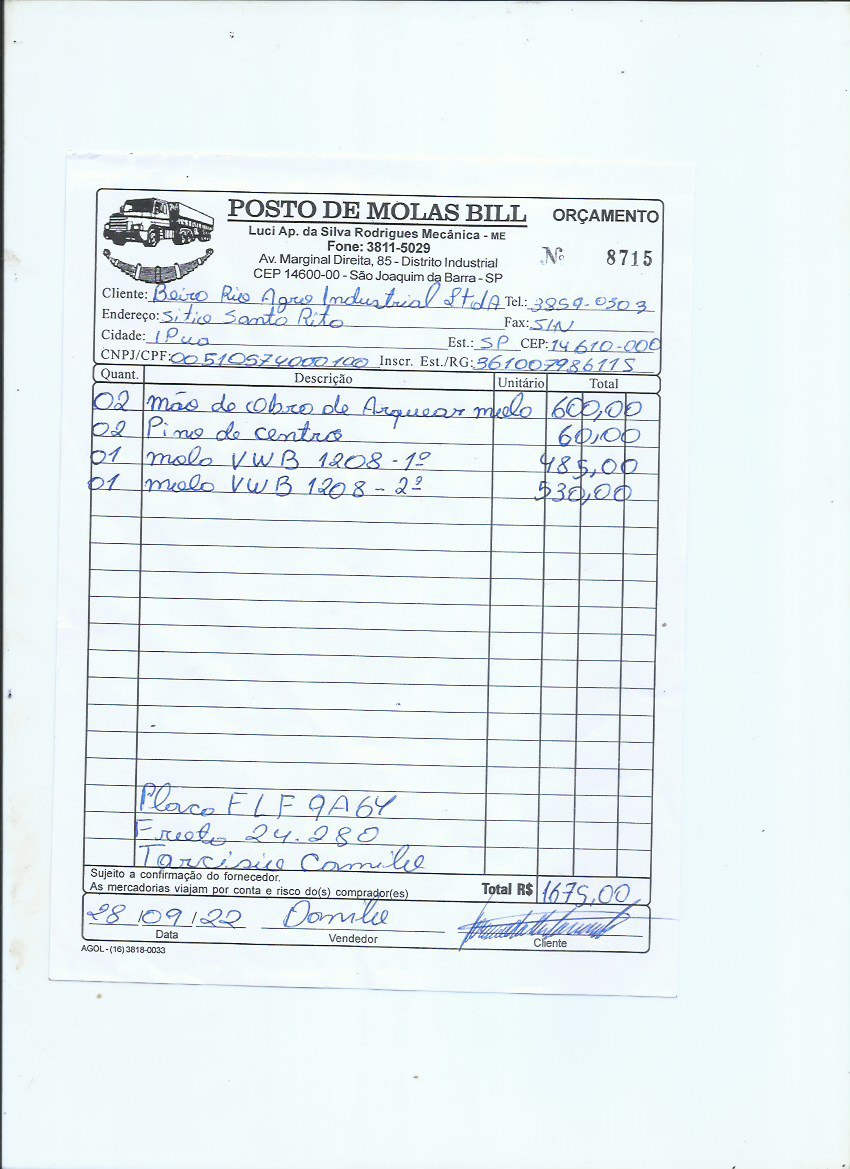 POSTO DE MOLAS BILL ORÇAMENTO
Luci Ap. da Silva Rodrigues Mecânica - ME
Fone: 3811-5029
Nº 8715
Av. Marginal Direita, 85 - Distrito Industrial
CEP 14600-00 - São Joaquim da Barra - SP
Cliente: Beira Rio Agro Industrial LtdA Tel.: 3859-0503
Endereço: Sitio Santa Rita Fax: S/N
Cidade: IPua Est.: SP CEP: 14610-000
CNPJ/CPF: 00510574000100 Inscr. Est./RG: 361007986115
Quant. Descrição Unitário Total
02 mão de Obra de Arquear mola 600,00
02 Pino de centro 60,00
01 mola VWB 1208-1º 485,00
01 mola VWB 1208-2º 530,00
Placa FLF 9A64
24.280
Tarcisio Camilo
Sujeito a confirmação do fornecedor.
As mercadorias viajam por conta e risco do(s) comprador(es) Total R$ 1675,00
28/09/22 Danilo
Data Vendedor Cliente
AGOL - (16) 3818-0033